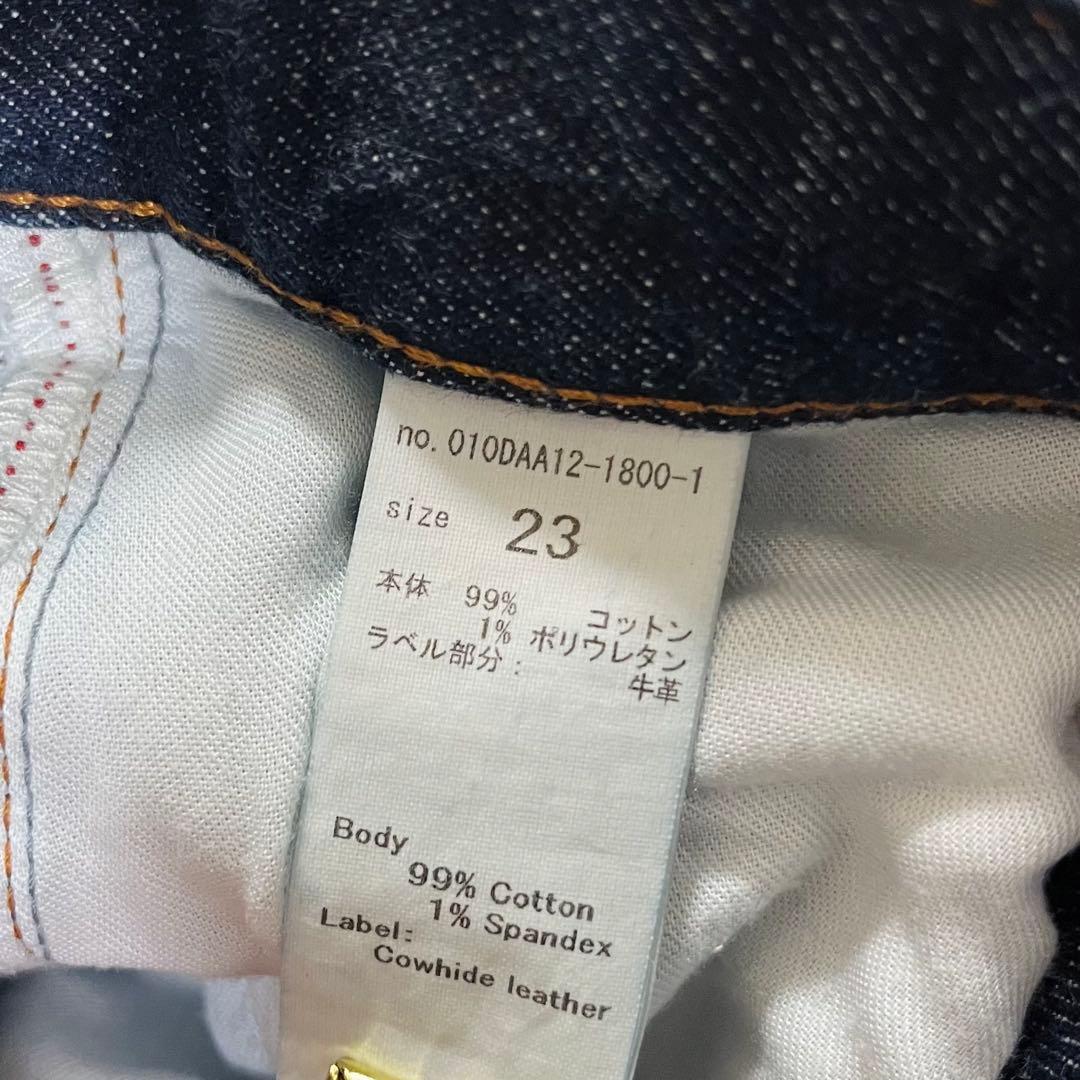 no. 010DAA12-1800-1
size 23
本体 99% コットン
1% ポリウレタン
ラベル部分: 牛革
Body
99% Cotton
1% Spandex
Label:
Cowhide leather